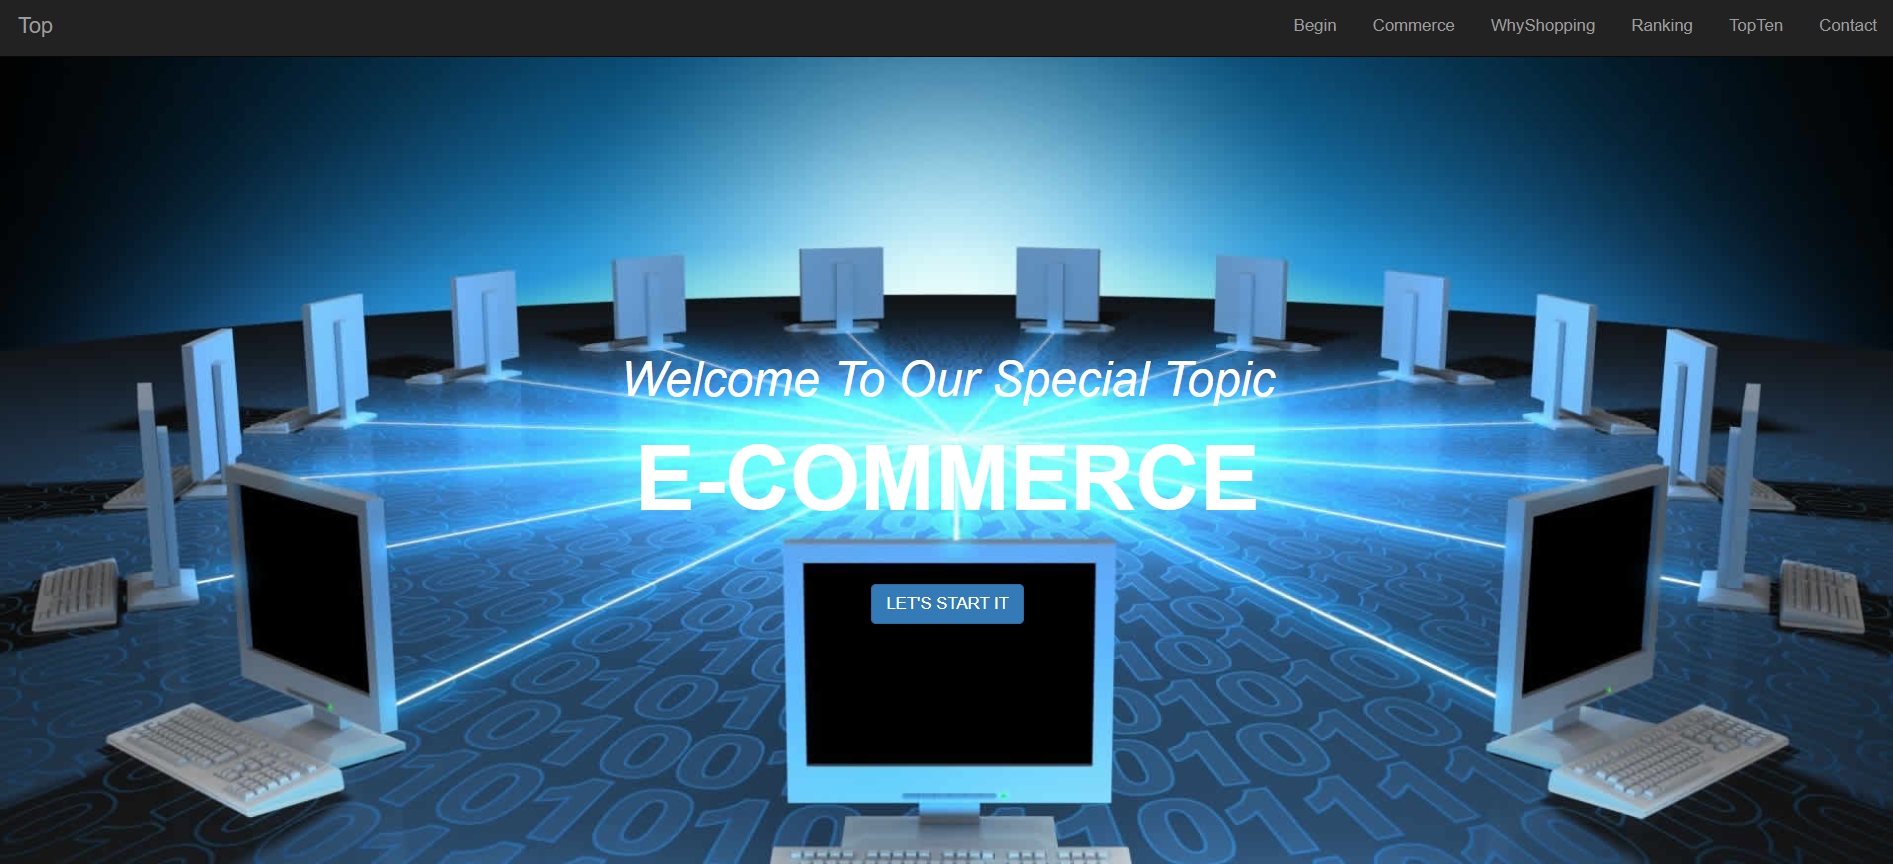 Top
Begin
Commerce
WhyShopping
Ranking
TopTen
Contact
Welcome To Our Special Topic
E-COMMERCE
LET'S START IT